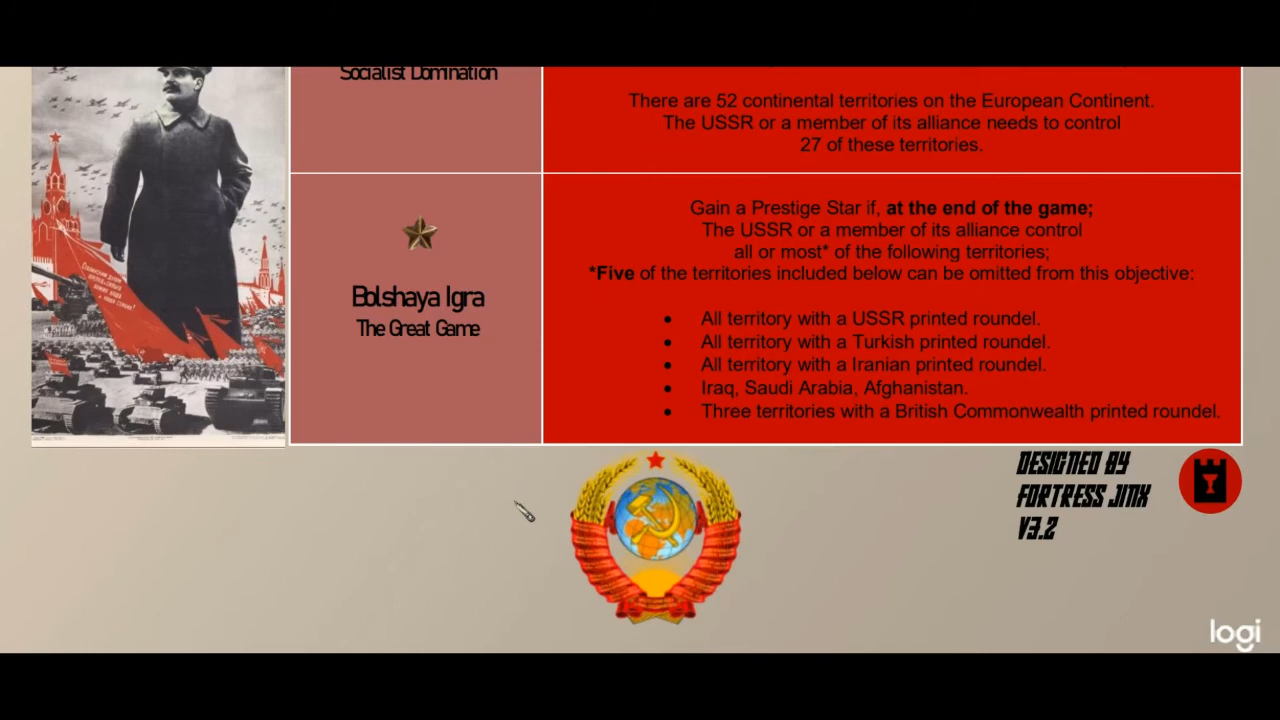 Socialist Domination
There are 52 continental territories on the European Continent.
The USSR or a member of its alliance needs to control
27 of these territories.
Bolshaya Igra
The Great Game
Gain a Prestige Star if, at the end of the game;
The USSR or a member of its alliance control
all or most* of the following territories;
*Five of the territories included below can be omitted from this objective:
• All territory with a USSR printed roundel.
• All territory with a Turkish printed roundel.
• All territory with a Iranian printed roundel.
• Iraq, Saudi Arabia, Afghanistan.
• Three territories with a British Commonwealth printed roundel.
DESIGNED BY
FORTRESS JINX
V3.2
logi